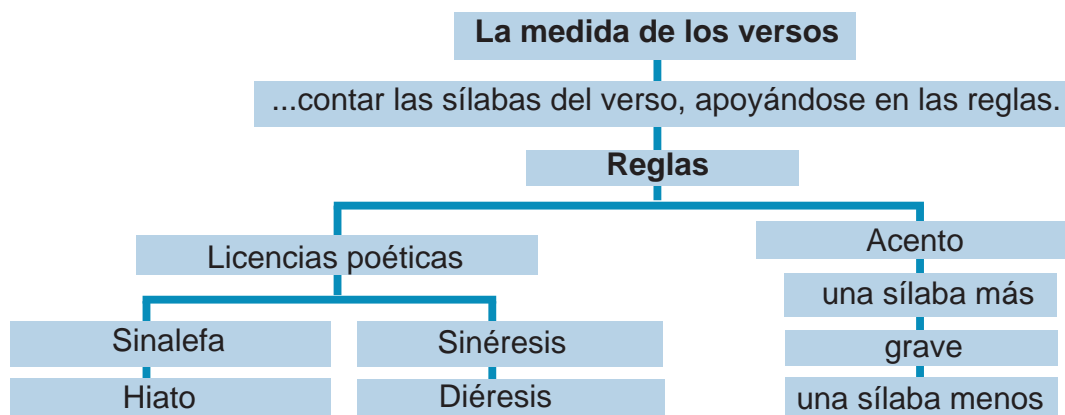 La medida de los versos
...contar las sílabas del verso, apoyándose en las reglas.
Reglas
Licencias poéticas
Acento
Sinalefa
Sinéresis
una sílaba más
Hiato
Diéresis
grave
una sílaba menos